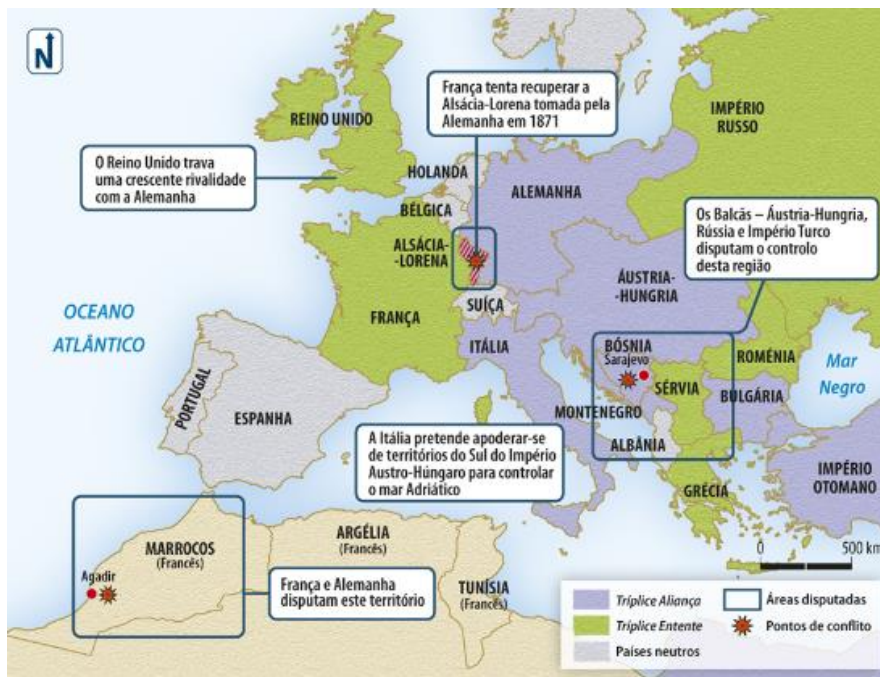 N
França tenta recuperar a
Alsácia-Lorena tomada pela
Alemanha em 1871
IMPÉRIO
RUSSO
REINO UNIDO
O Reino Unido trava
uma crescente rivalidade
com a Alemanha
HOLANDA
ALEMANHA
BÉLGICA
Os Balcãs – Áustria-Hungria,
Rússia e Império Turco
disputam o controlo
desta região
ALSÁCIA-
-LORENA
ÁUSTRIA-
-HUNGRIA
OCEANO
ATLÂNTICO
FRANÇA
SUÍÇA
ITÁLIA
BÓSNIA
Sarajevo
ROMÉNIA
Mar
Negro
SÉRVIA
BULGÁRIA
PORTUGAL
ESPANHA
MONTENEGRO
ALBÂNIA
A Itália pretende apoderar-se
de territórios do Sul do Império
Austro-Húngaro para controlar
o mar Adriático
IMPÉRIO
OTOMANO
GRÉCIA
MARROCOS
(Francês)
ARGÉLIA
(Francês)
Agadir
TUNÍSIA
(Francês)
França e Alemanha
disputam este território
0 500 km
Tríplice Aliança
Tríplice Entente
Países neutros
Áreas disputadas
Pontos de conflito